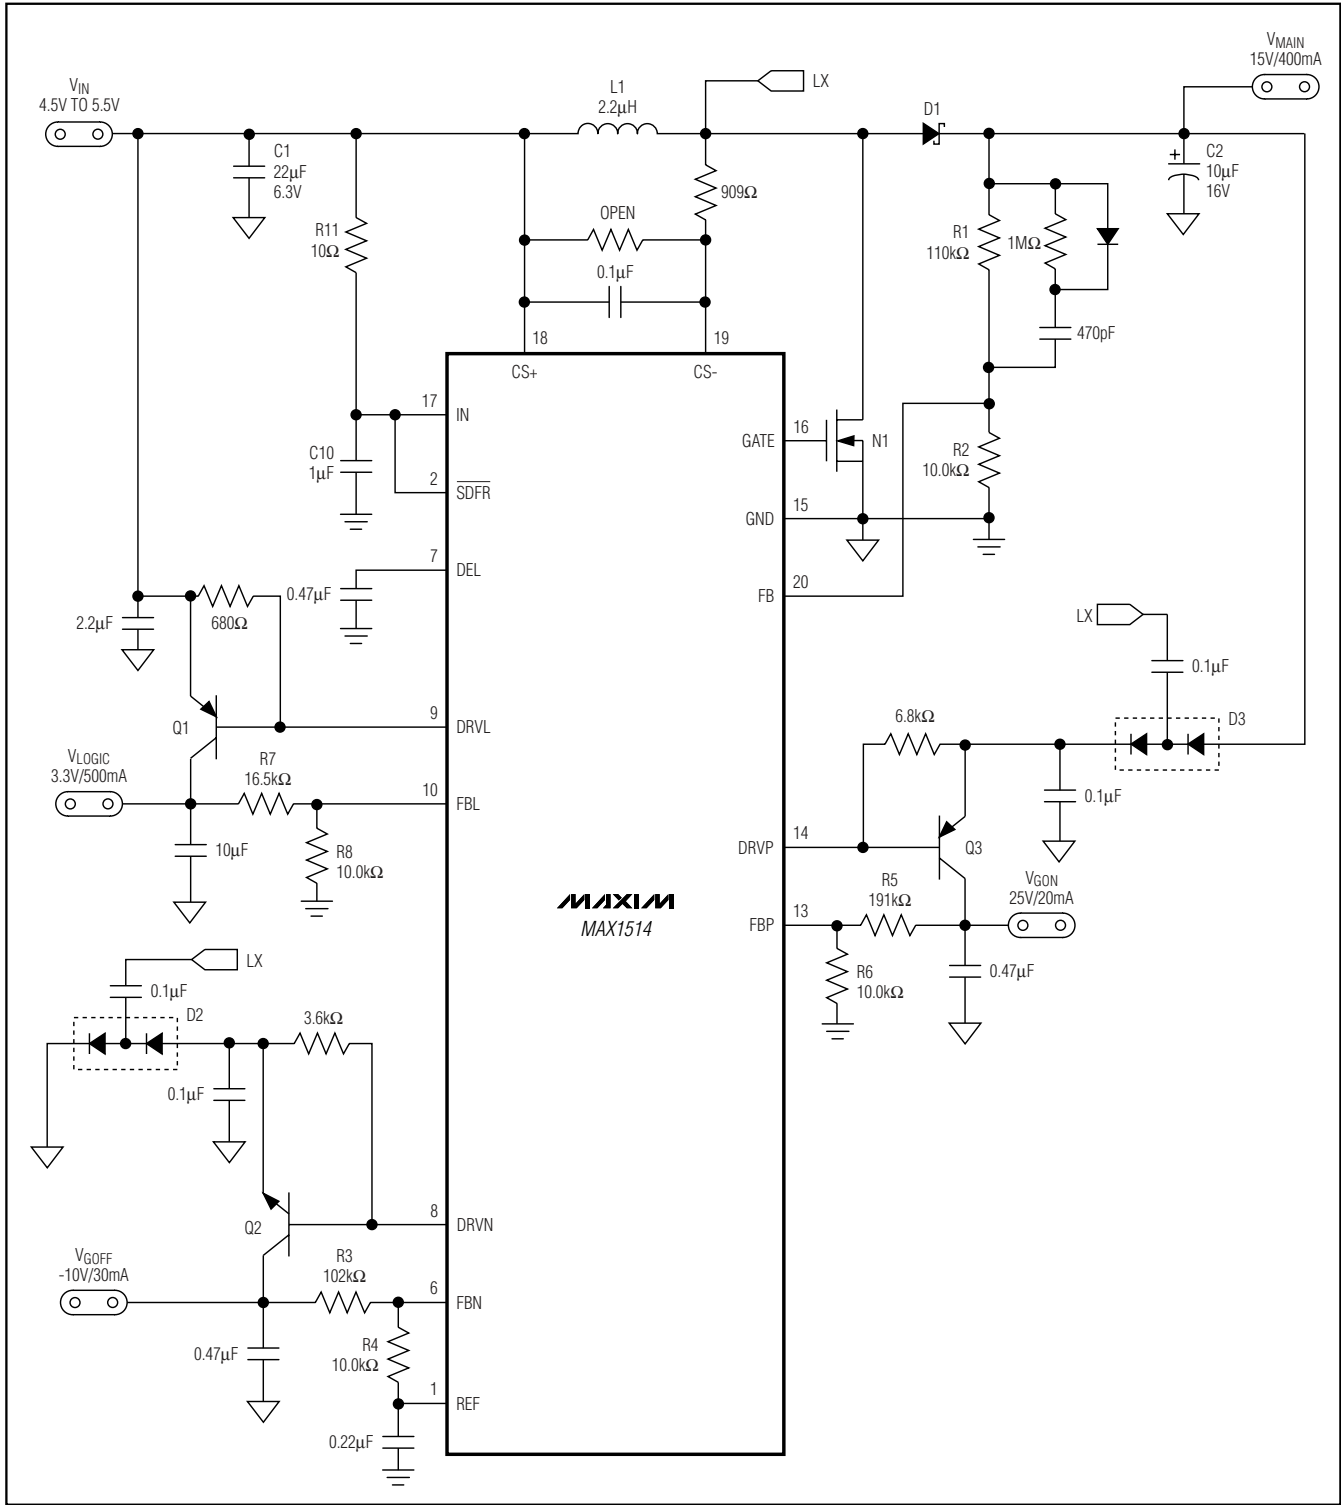 VIN
4.5V TO 5.5V
L1
2.2µH
LX
VMAIN
15V/400mA
D1
C1
22µF
6.3V
C2
10µF
16V
909Ω
OPEN
0.1µF
R11
10Ω
R1
110kΩ
1MΩ
470pF
18
19
CS+
CS-
17
IN
16
GATE
N1
C10
1µF
2
SDFR
R2
10.0kΩ
15
GND
7
DEL
0.47µF
20
FB
2.2µF
680Ω
LX
0.1µF
Q1
9
DRVL
6.8kΩ
D3
VLOGIC
3.3V/500mA
R7
16.5kΩ
10
FBL
0.1µF
10µF
R8
10.0kΩ
14
DRVP
Q3
MAXIM
MAX1514
R5
191kΩ
VGON
25V/20mA
13
FBP
R6
10.0kΩ
0.47µF
LX
0.1µF
D2
3.6kΩ
0.1µF
Q2
8
DRVN
VGOFF
-10V/30mA
R3
102kΩ
6
FBN
0.47µF
R4
10.0kΩ
1
REF
0.22µF